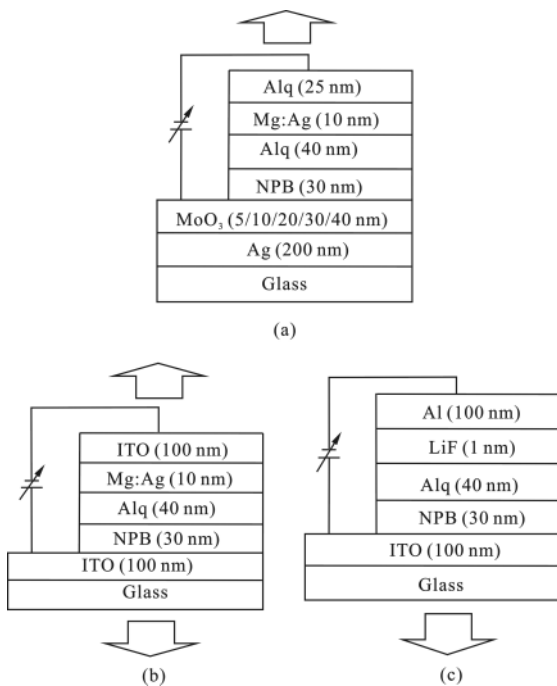 Alq (25 nm)
Mg:Ag (10 nm)
Alq (40 nm)
NPB (30 nm)
MoO₃ (5/10/20/30/40 nm)
Ag (200 nm)
Glass
(a)
ITO (100 nm)
Mg:Ag (10 nm)
Alq (40 nm)
NPB (30 nm)
ITO (100 nm)
Glass
(b)
Al (100 nm)
LiF (1 nm)
Alq (40 nm)
NPB (30 nm)
ITO (100 nm)
Glass
(c)